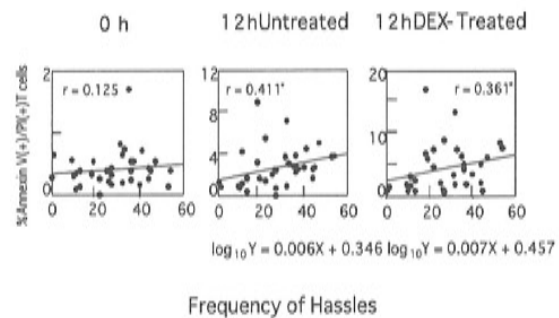 0 h 12hUntreated 12hDEX-Treated
%Annexin V(+)/PI(+)T cells
2 12 20
r = 0.125 r = 0.411* r = 0.361*
8
10
4
0 0 0
0 20 40 60 0 20 40 60 0 20 40 60
log10Y = 0.006X + 0.346 log10Y = 0.007X + 0.457
Frequency of Hassles